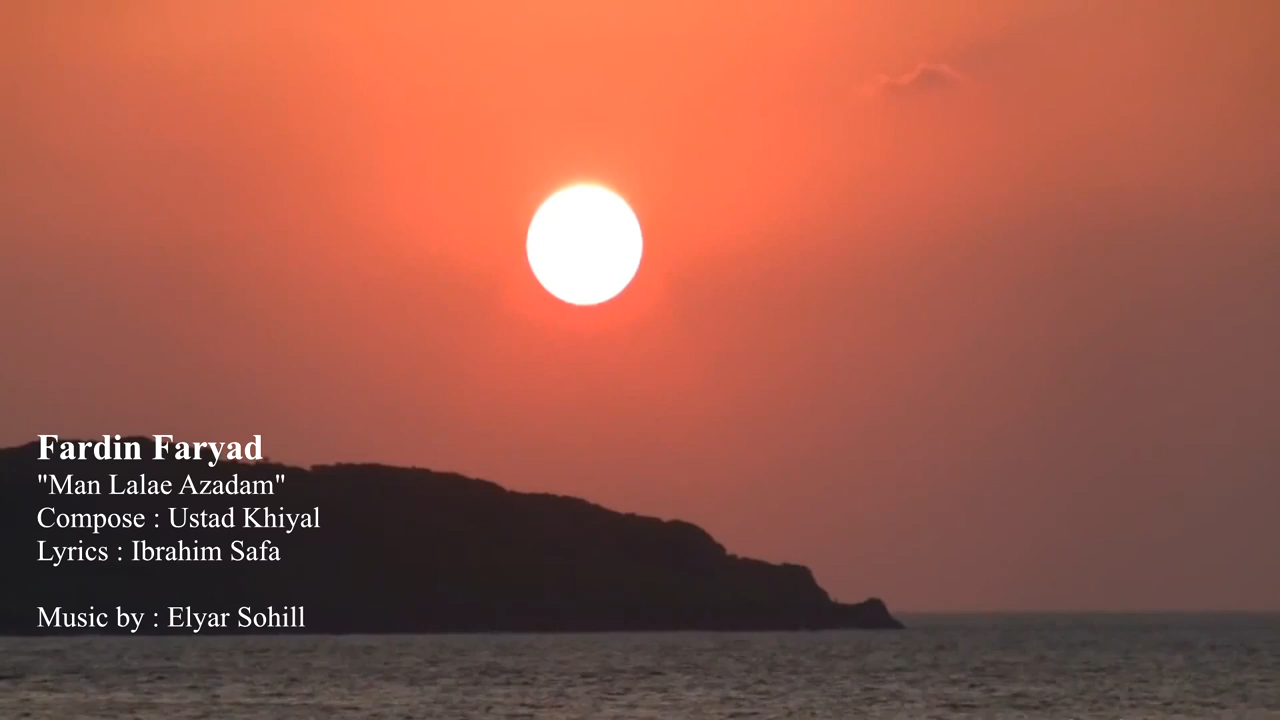 Fardin Faryad
"Man Lalae Azadam"
Compose : Ustad Khiyal
Lyrics : Ibrahim Safa
Music by : Elyar Sohill